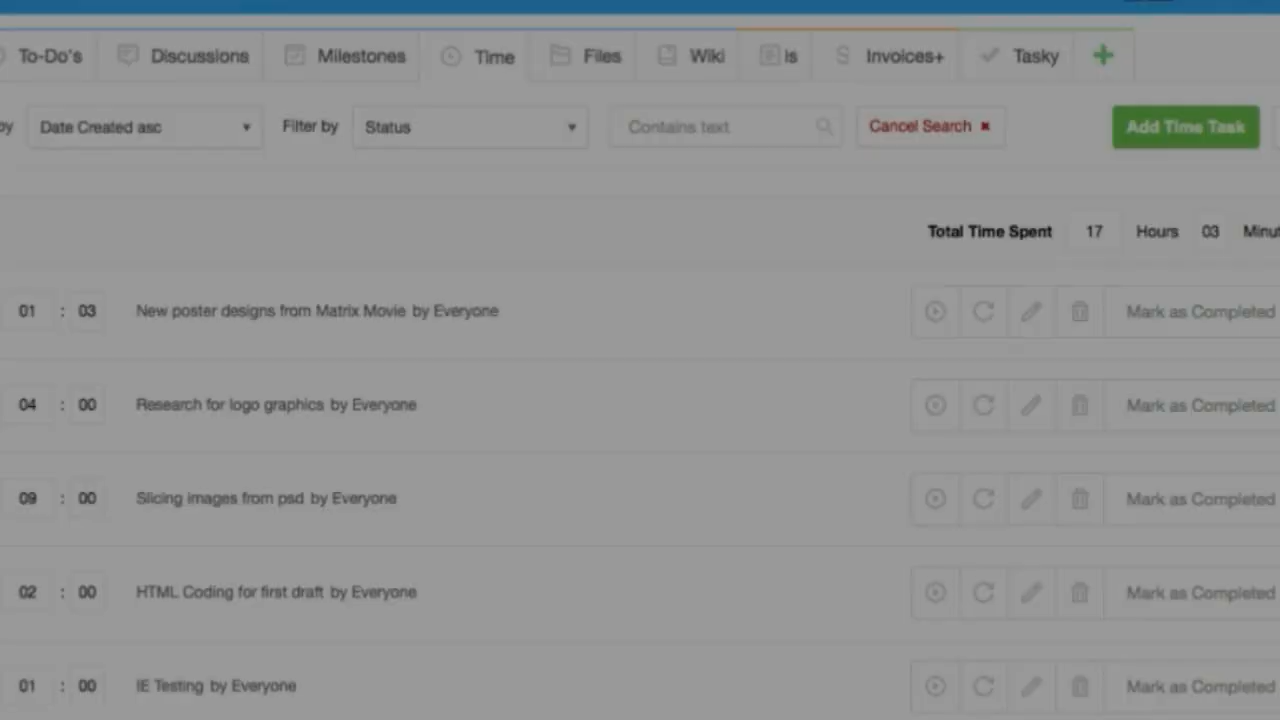 To-Do's Discussions Milestones Time Files Wiki is Invoices+ Tasky +
by Date Created asc Filter by Status Contains text Cancel Search × Add Time Task
Total Time Spent 17 Hours 03 Minut
01 : 03 New poster designs from Matrix Movie by Everyone Mark as Completed
04 : 00 Research for logo graphics by Everyone Mark as Completed
09 : 00 Slicing images from psd by Everyone Mark as Completed
02 : 00 HTML Coding for first draft by Everyone Mark as Completed
01 : 00 IE Testing by Everyone Mark as Completed